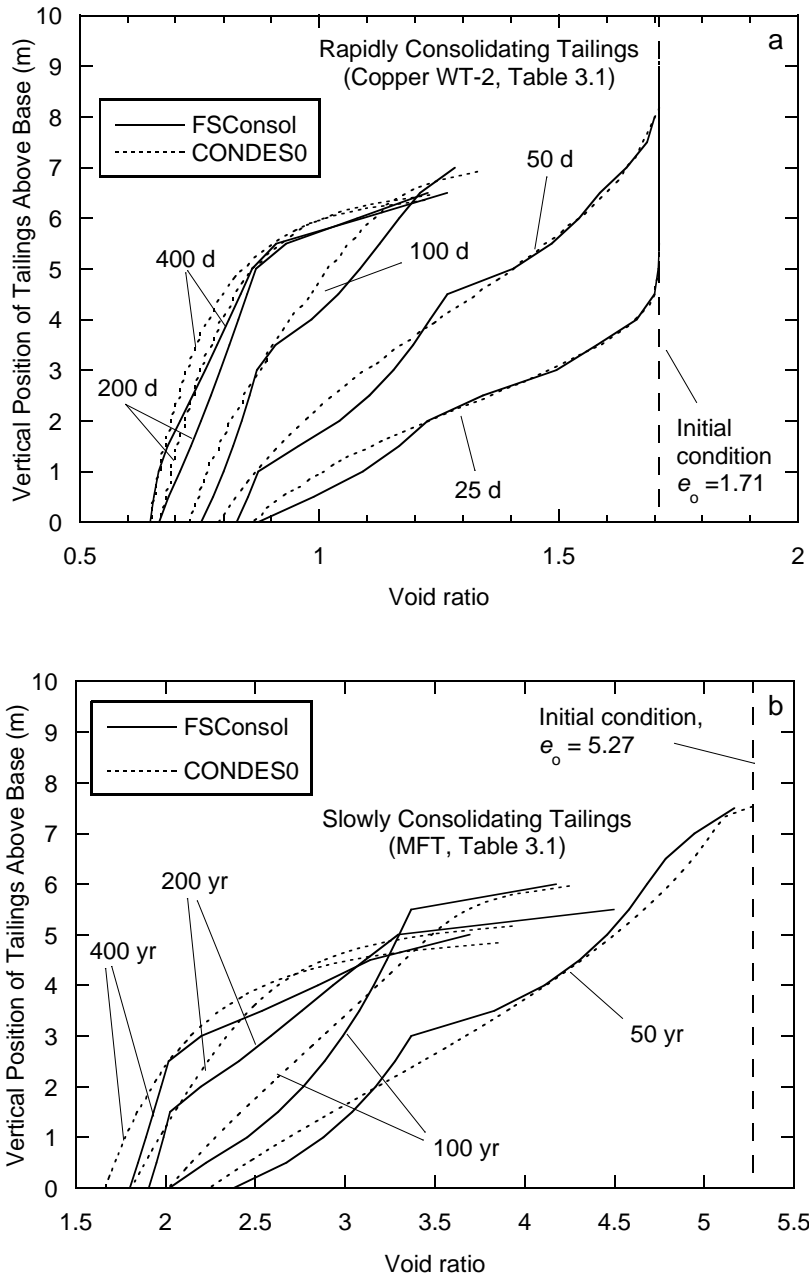 a
Rapidly Consolidating Tailings
(Copper WT-2, Table 3.1)
FSConsol
CONDES0
50 d
100 d
400 d
200 d
25 d
Initial
condition
eo =1.71
Vertical Position of Tailings Above Base (m)
10
9
8
7
6
5
4
3
2
1
0
0.5
1
1.5
2
Void ratio
b
FSConsol
CONDES0
Initial condition,
eo = 5.27
Slowly Consolidating Tailings
(MFT, Table 3.1)
200 yr
400 yr
50 yr
100 yr
Vertical Position of Tailings Above Base (m)
10
9
8
7
6
5
4
3
2
1
0
1.5
2
2.5
3
3.5
4
4.5
5
5.5
Void ratio